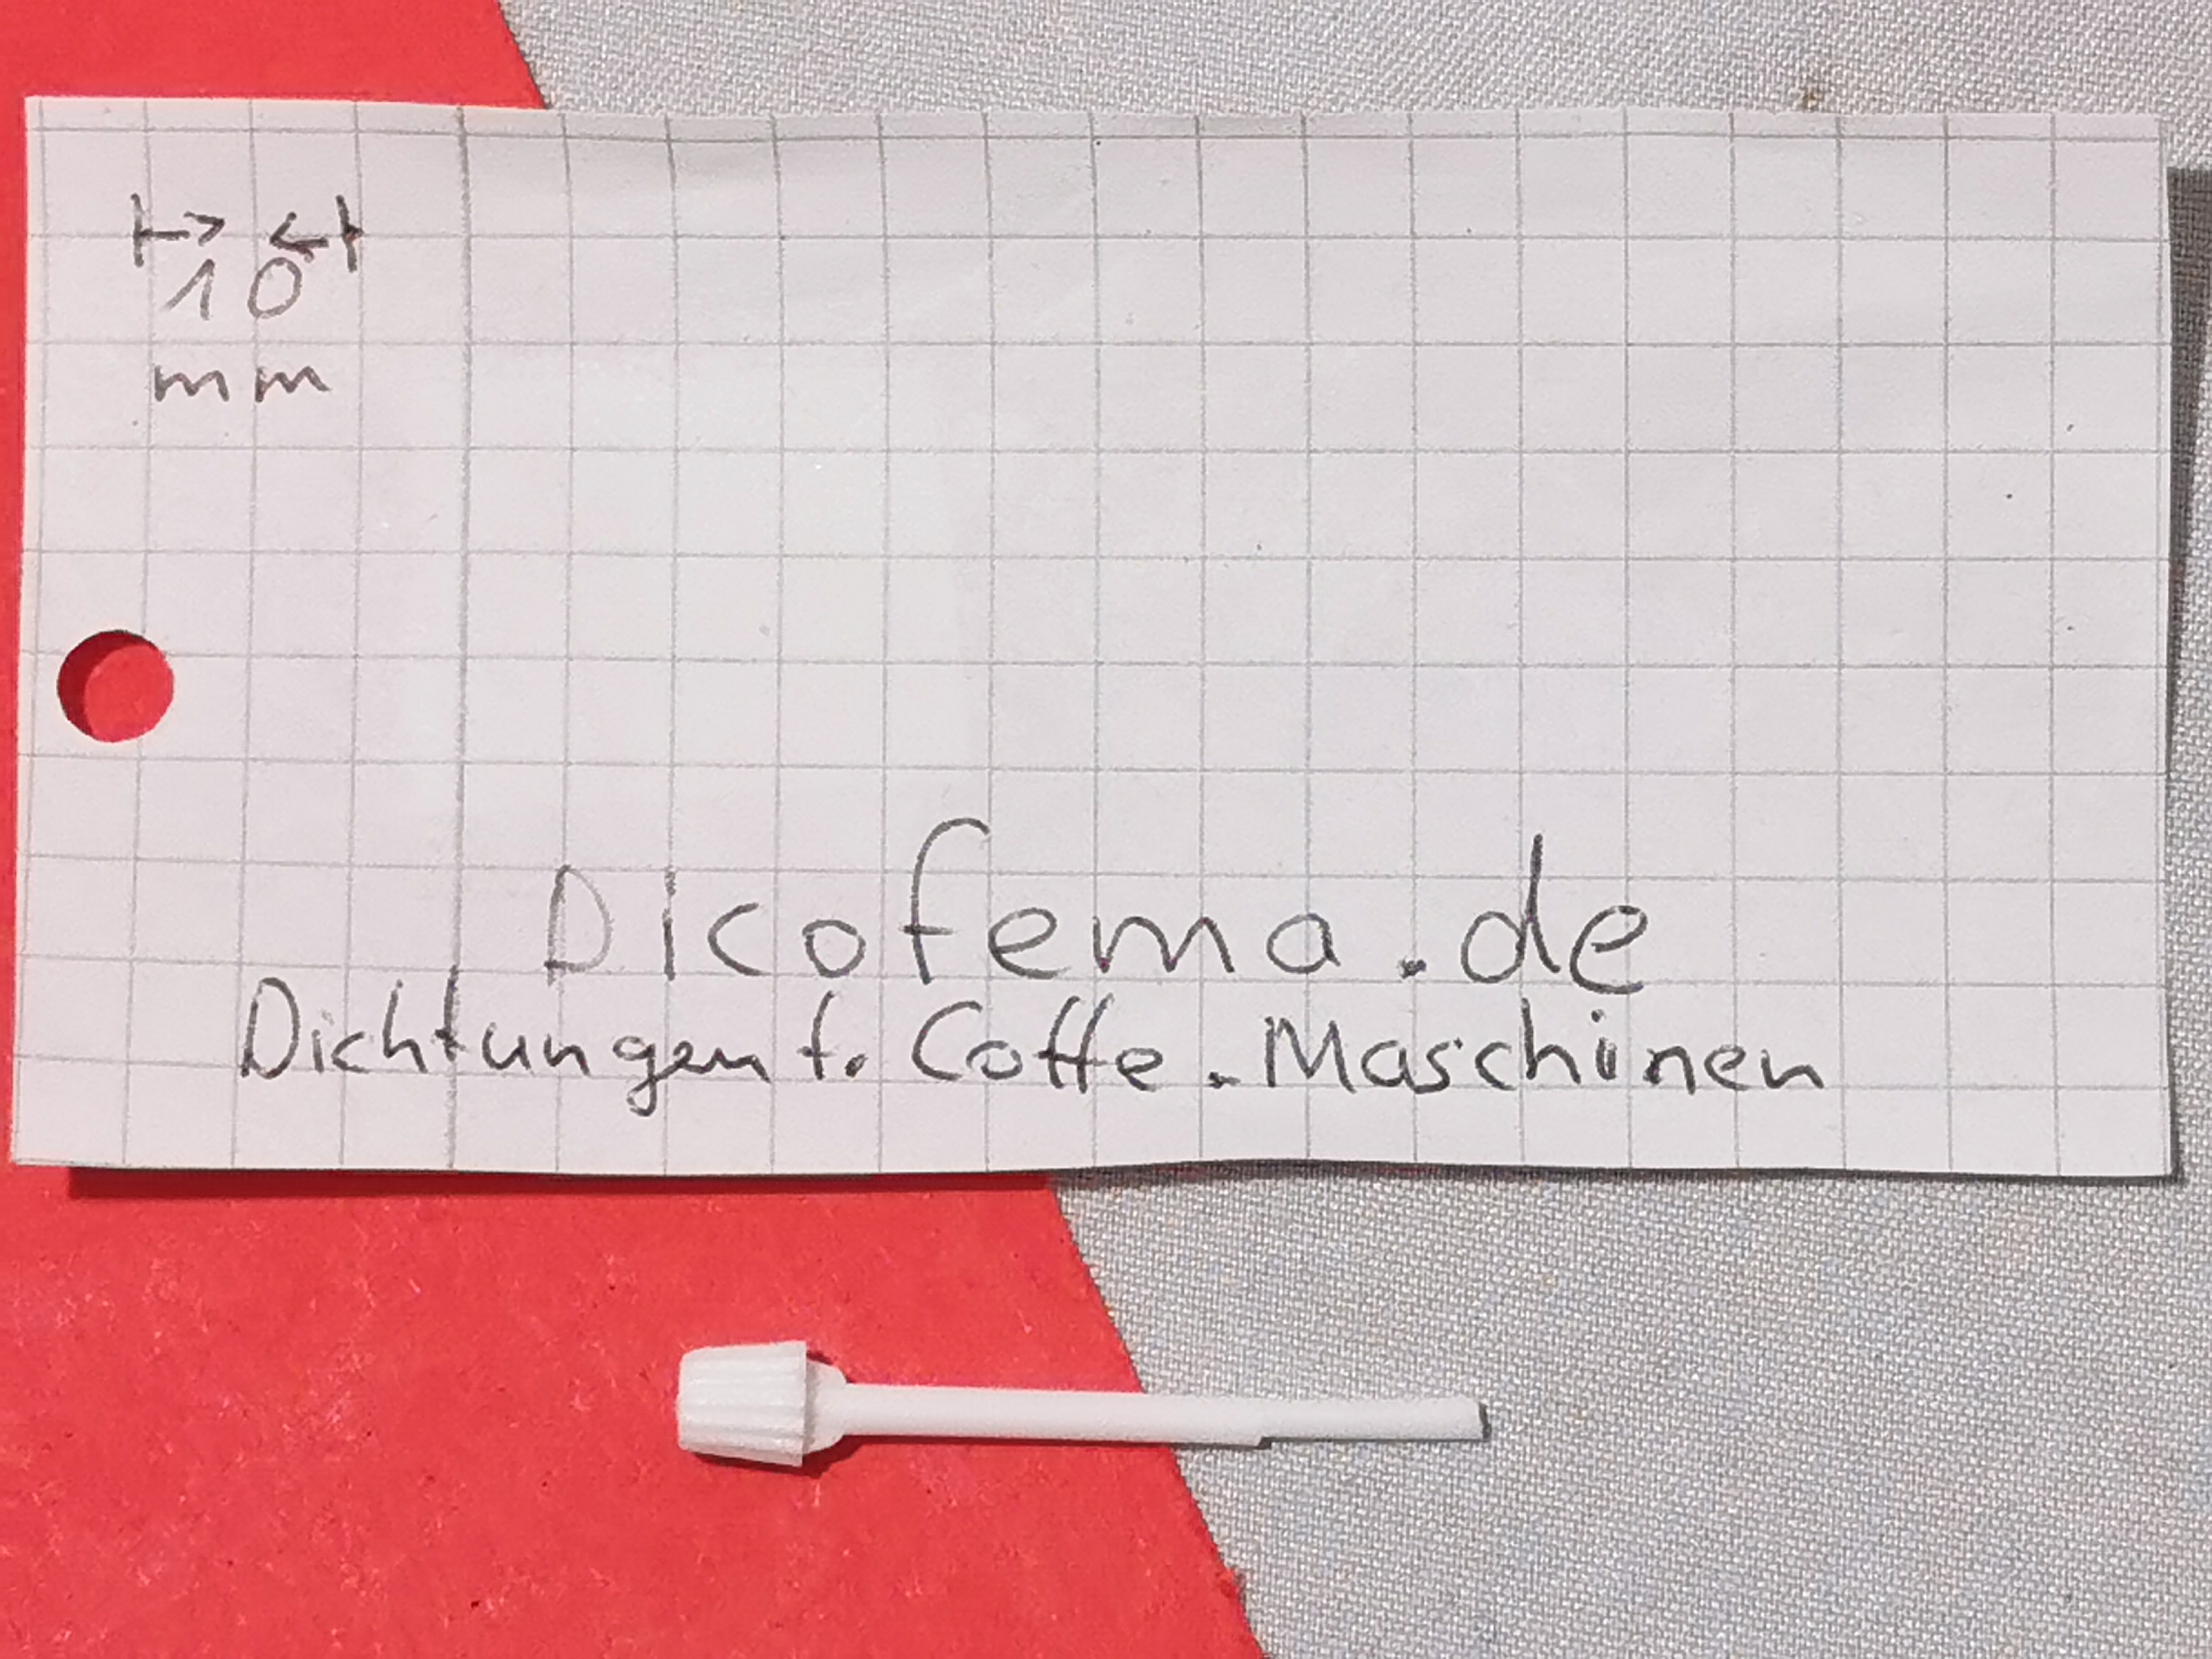 10
mm
Dicofema.de
Dichtungen f. Coffe.Maschinen